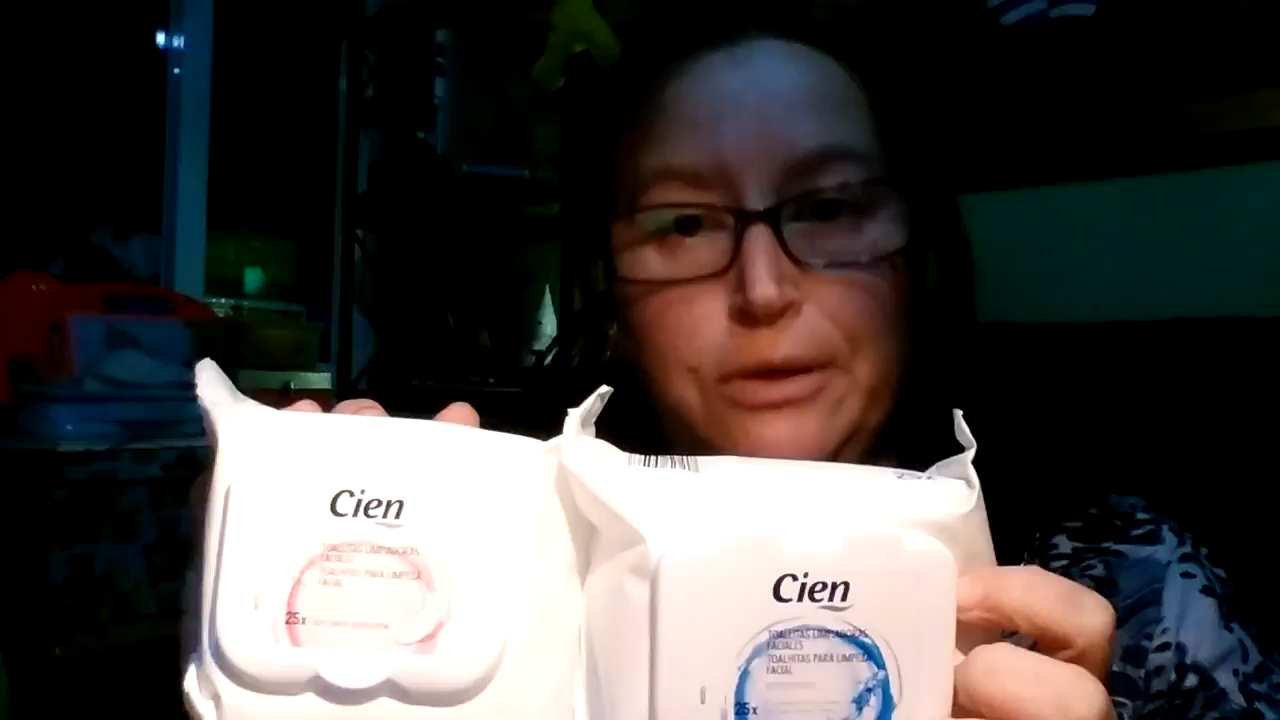 Cien
TOALLITAS LIMPIADORAS
FACIALES
TOALHITAS PARA LIMPEZA
FACIAL
25x
Cien
TOALLITAS LIMPIADORAS
FACIALES
TOALHITAS PARA LIMPEZA
FACIAL
25x